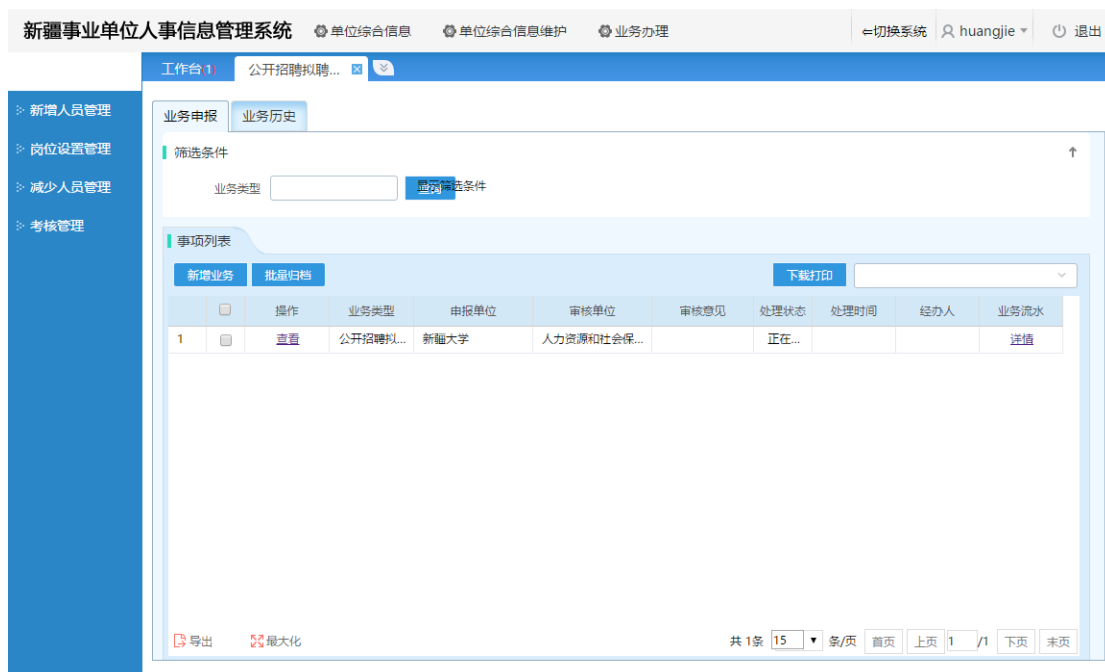 新疆事业单位人事信息管理系统 单位综合信息 单位综合信息维护 业务办理 ⇐切换系统 huangjie 退出
工作台(1) 公开招聘拟聘...
新增人员管理
岗位设置管理
减少人员管理
考核管理
业务申报 业务历史
筛选条件
业务类型 查询 显示筛选条件
事项列表
新增业务 批量归档 下载打印
操作 业务类型 申报单位 审核单位 审核意见 处理状态 处理时间 经办人 业务流水
1 查看 公开招聘拟... 新疆大学 人力资源和社会保... 正在... 详情
导出 最大化 共 1条 15 条/页 首页 上页 1 /1 下页 末页